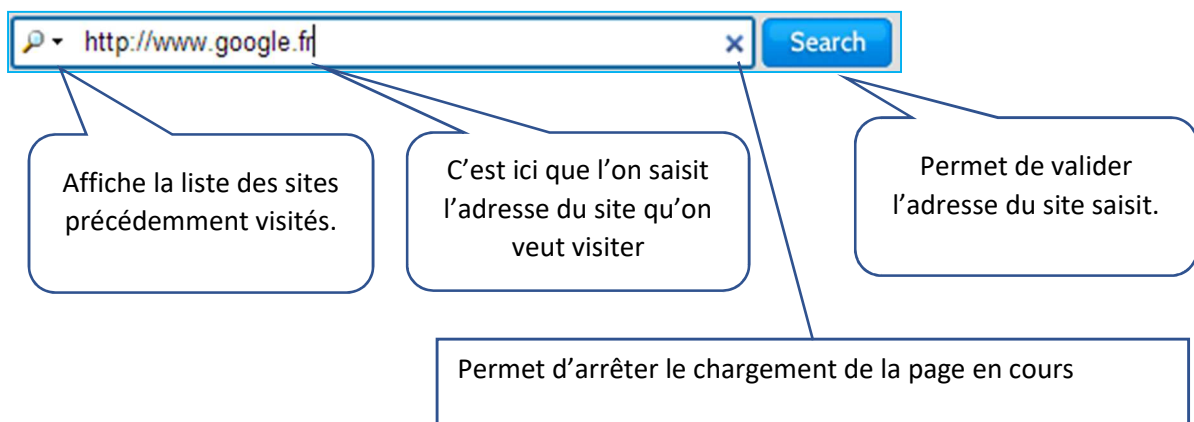 http://www.google.fr
Search
Affiche la liste des sites
précédemment visités.
C’est ici que l’on saisit
l’adresse du site qu’on
veut visiter
Permet de valider
l’adresse du site saisit.
Permet d’arrêter le chargement de la page en cours